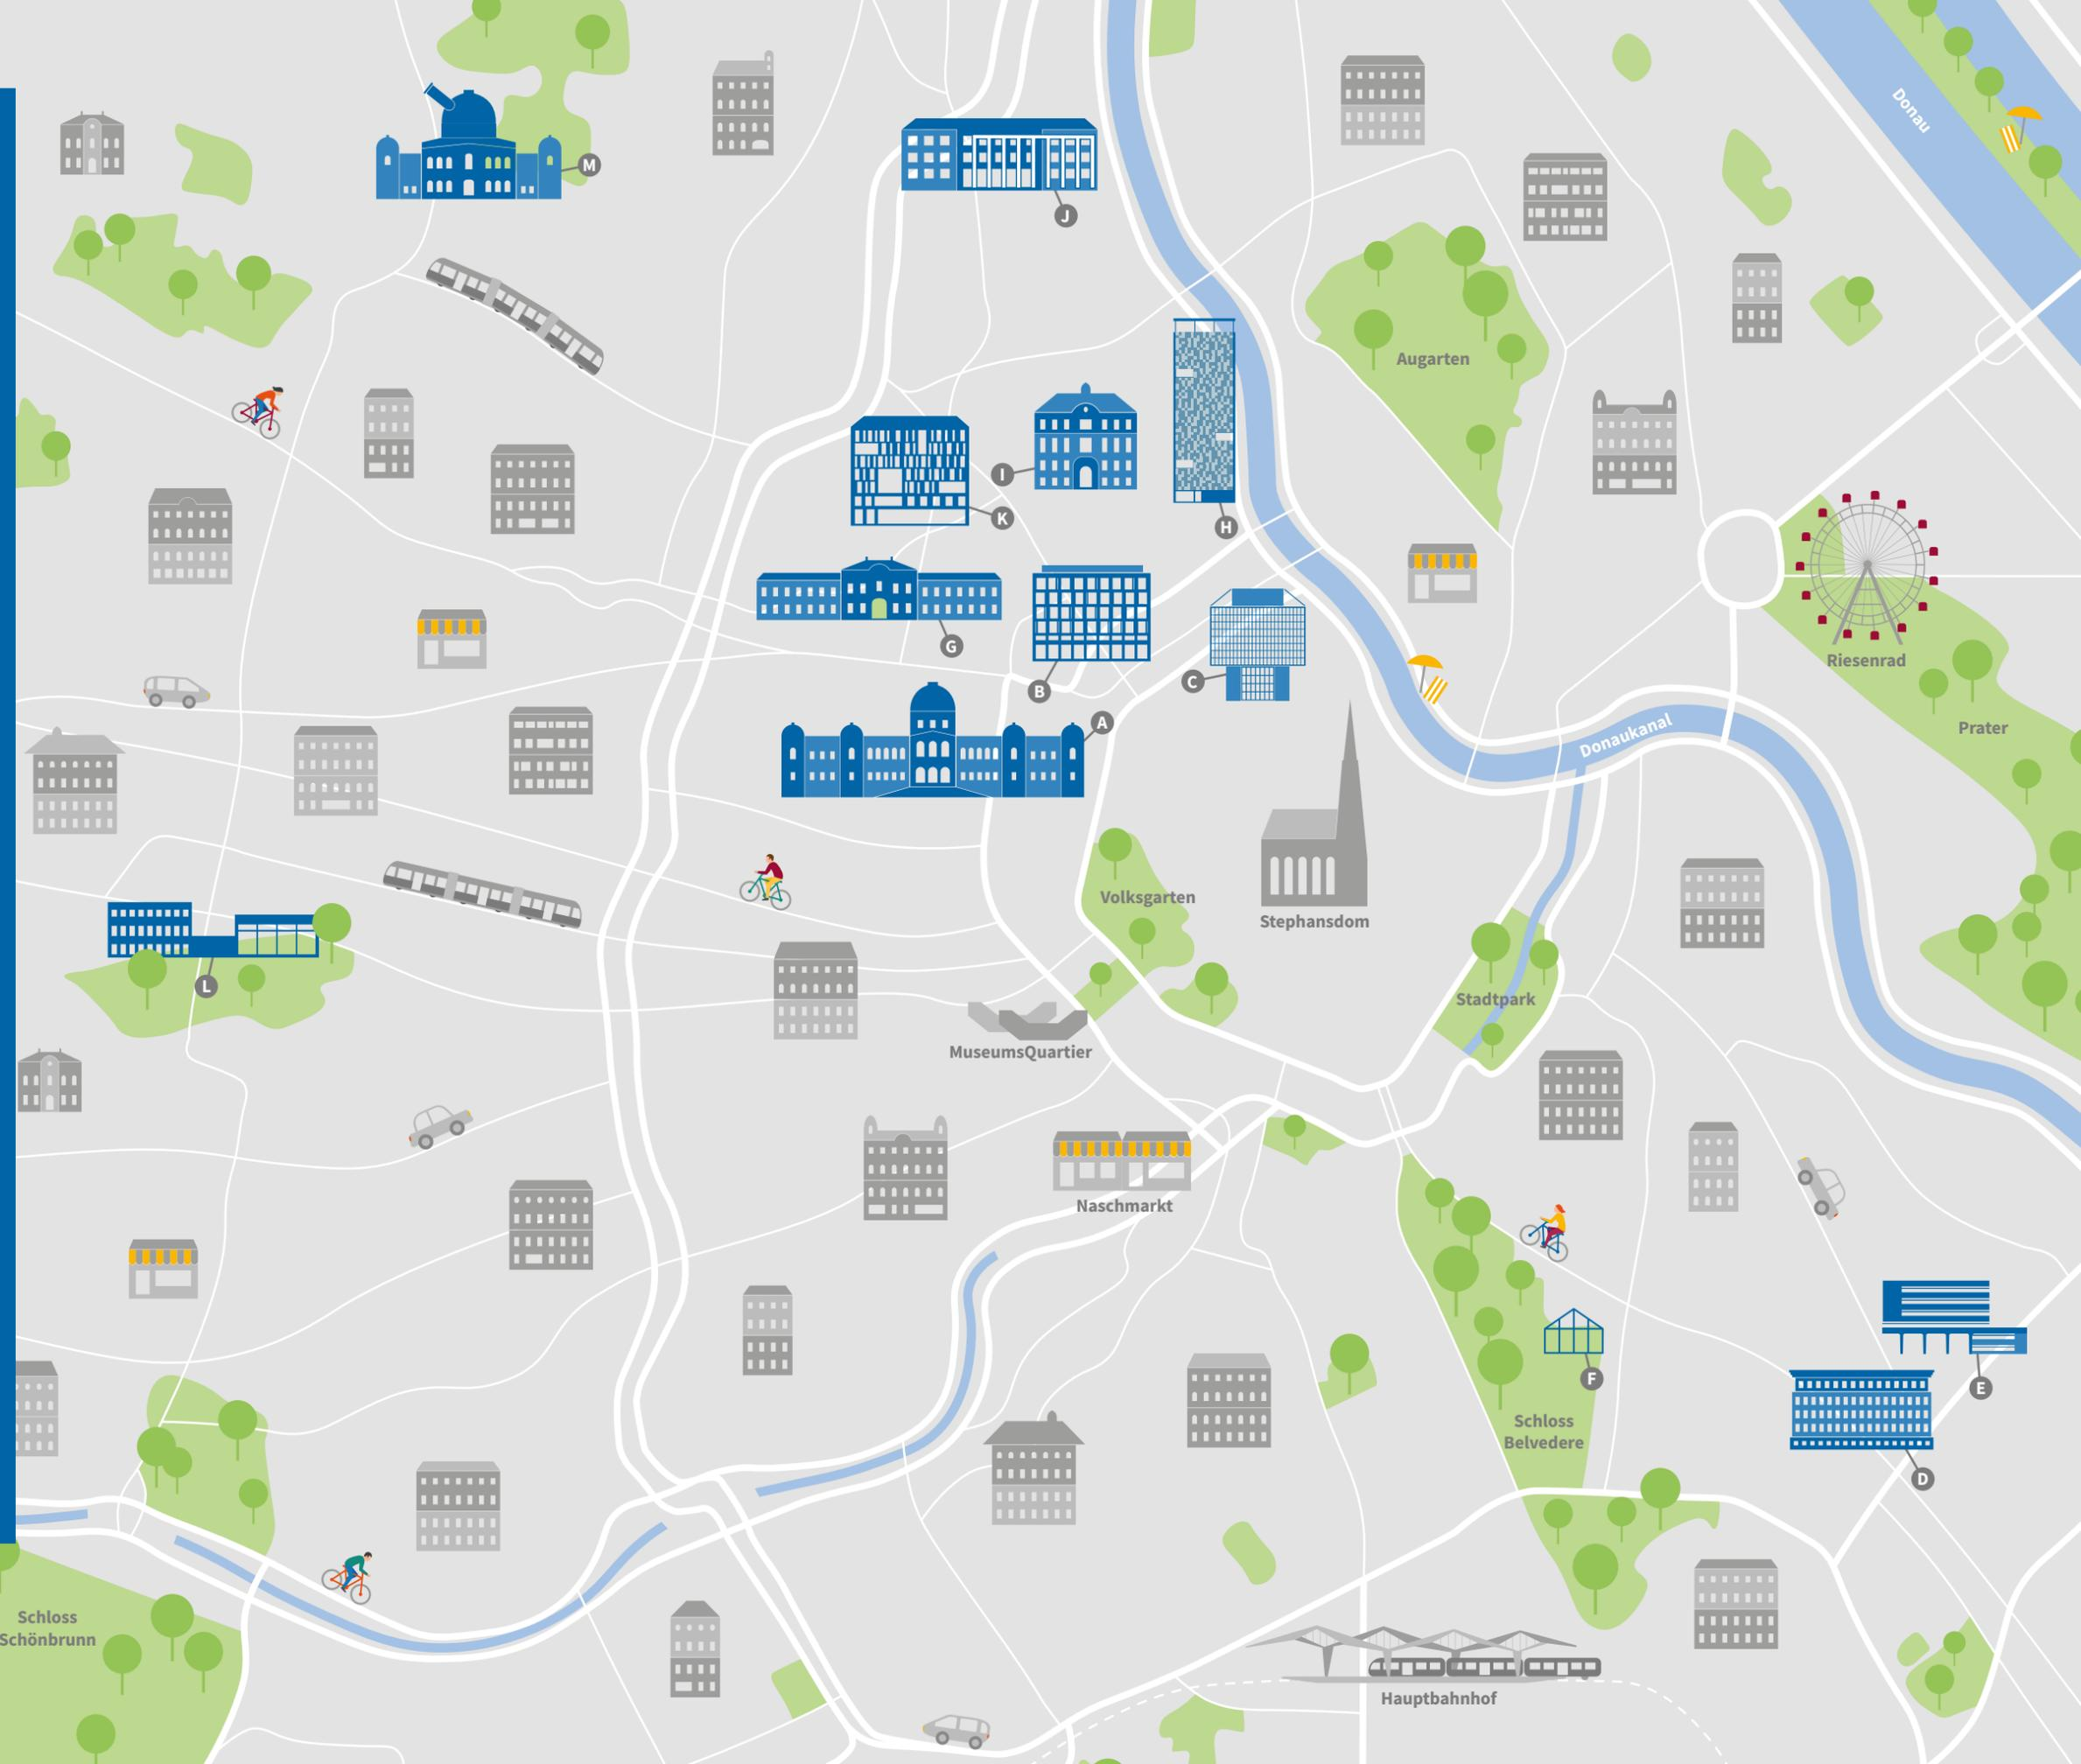 Donau
M
J
Augarten
I
K
H
G
B
C
A
Riesenrad
Prater
Donaukanal
Volksgarten
Stephansdom
L
Stadtpark
MuseumsQuartier
Naschmarkt
F
E
Schloss
Belvedere
D
Schloss
Schönbrunn
Hauptbahnhof